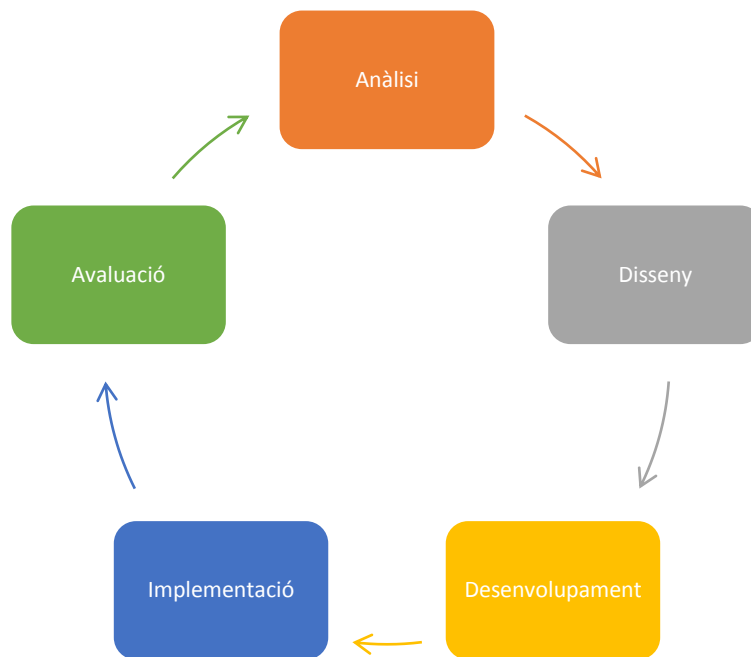 Anàlisi
Disseny
Desenvolupament
Implementació
Avaluació